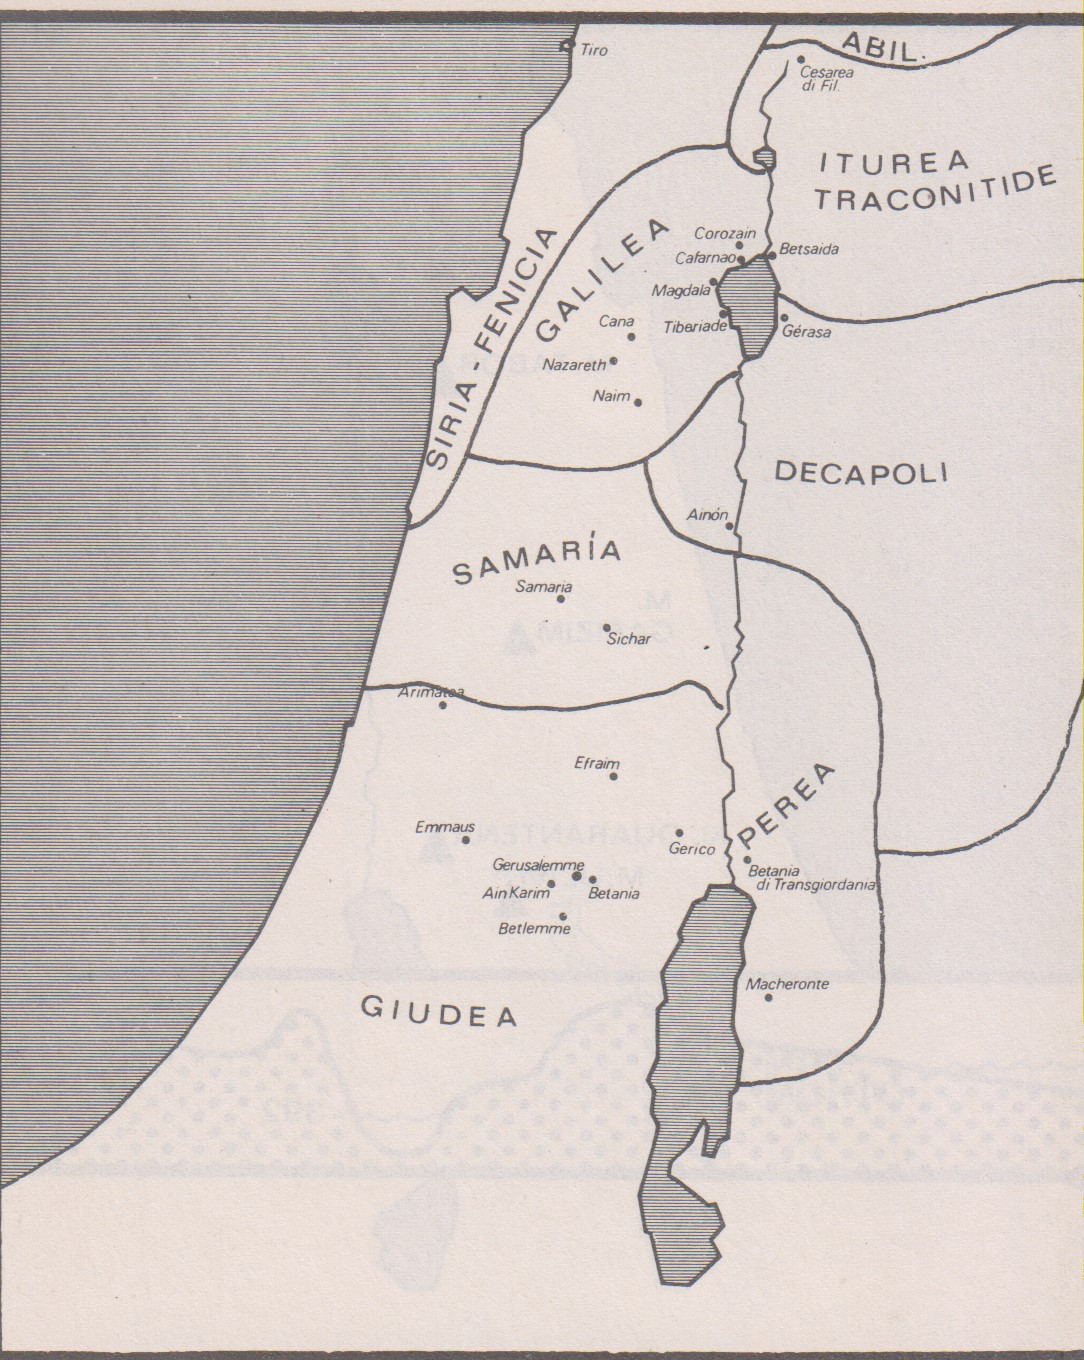 Tiro
ABIL.
Cesarea
di Fil.
ITUREA
TRACONITIDE
SIRIA-FENICIA
GALILEA
Corozain
Cafarnao
Betsaida
Magdala
Tiberiade
Gérasa
Cana
Nazareth
Naim
DECAPOLI
Ainón
SAMARÍA
Samaria
Sichar
Arimatea
Efraim
PEREA
Emmaus
Gerico
Gerusalemme
Betania
di Transgiordania
Ain Karim
Betania
Betlemme
Macheronte
GIUDEA